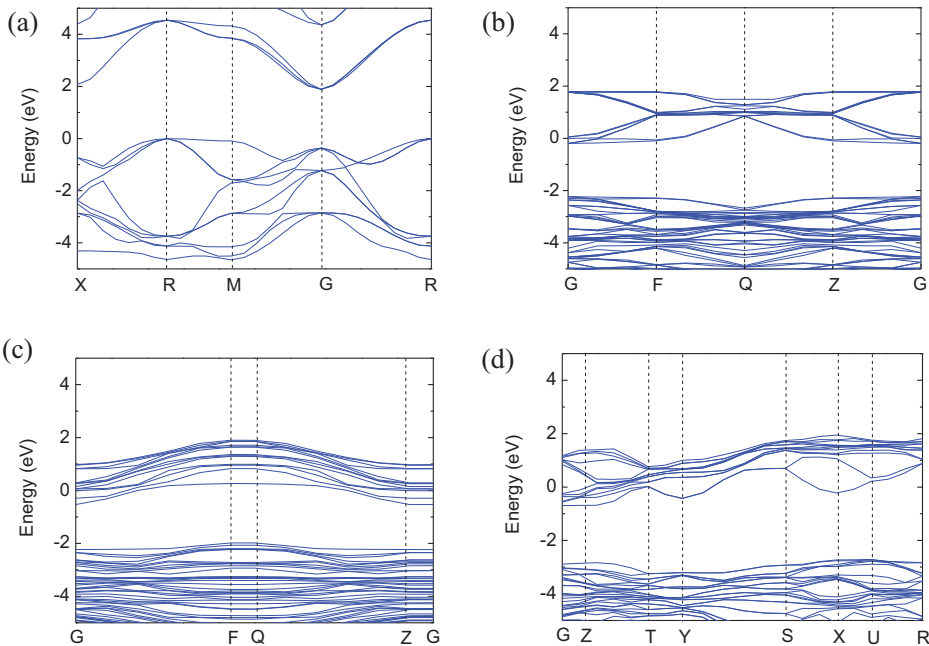 (a)
Energy (eV)
4
2
0
-2
-4
X R M G R
(b)
Energy (eV)
4
2
0
-2
-4
G F Q Z G
(c)
Energy (eV)
4
2
0
-2
-4
G F Q Z G
(d)
Energy (eV)
4
2
0
-2
-4
G Z T Y S X U R